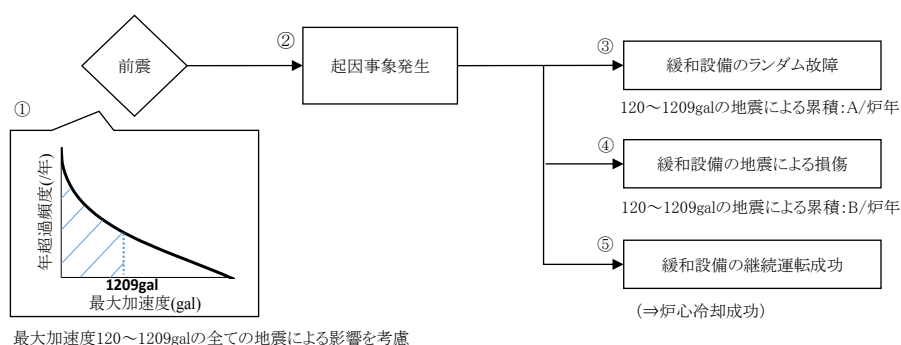 前震
①
年超過頻度(/年)
1209gal
最大加速度(gal)
最大加速度120～1209galの全ての地震による影響を考慮
②
起因事象発生
③
緩和設備のランダム故障
120～1209galの地震による累積:A/炉年
④
緩和設備の地震による損傷
120～1209galの地震による累積:B/炉年
⑤
緩和設備の継続運転成功
(⇒炉心冷却成功)